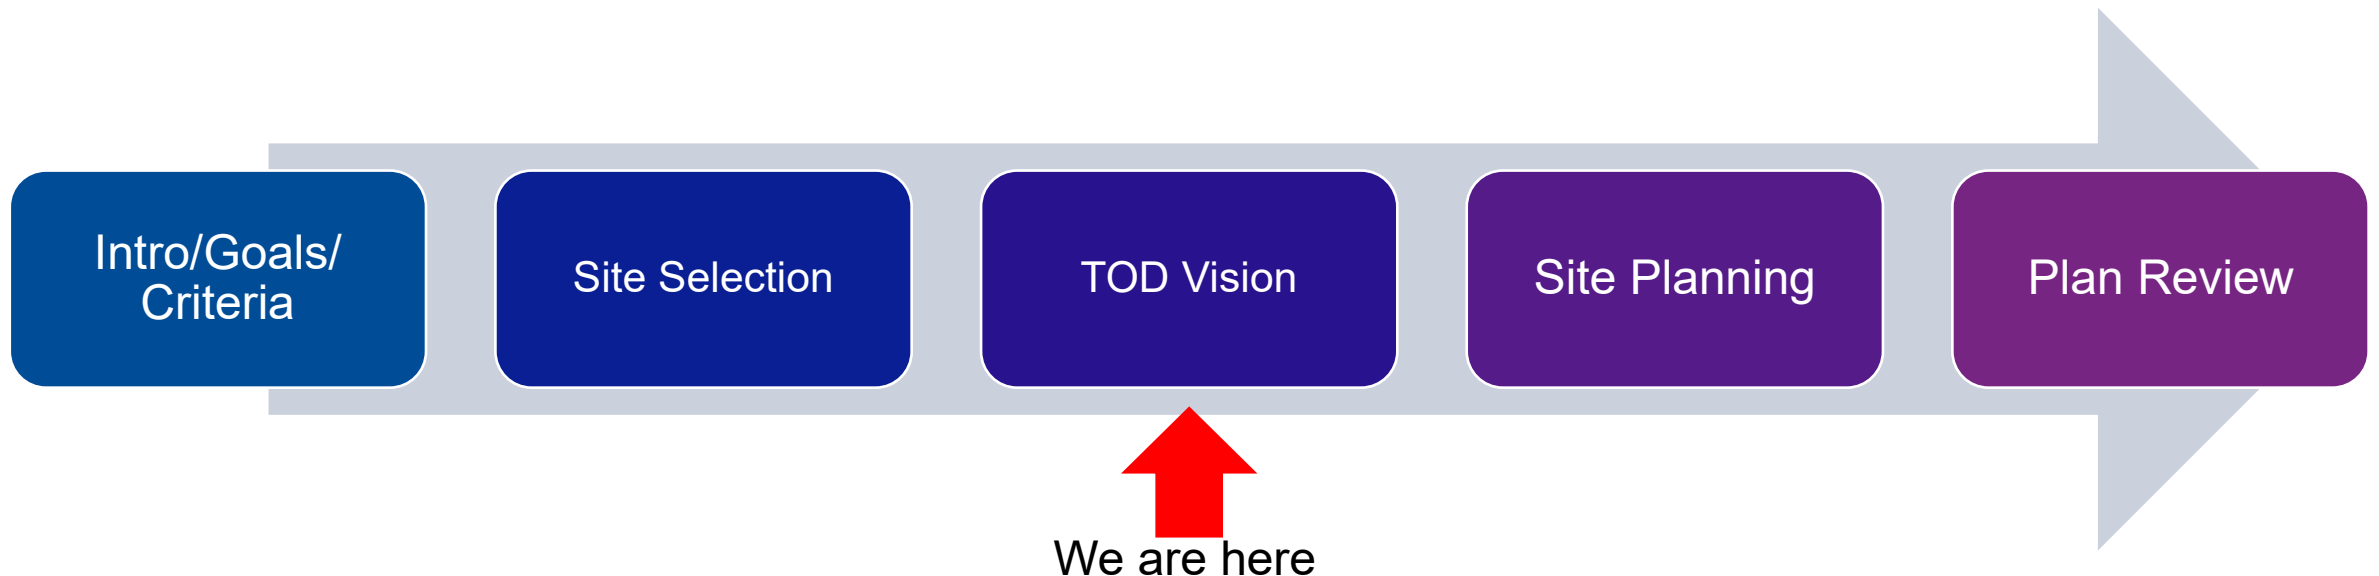 Intro/Goals/
Criteria
Site Selection
TOD Vision
Site Planning
Plan Review
We are here